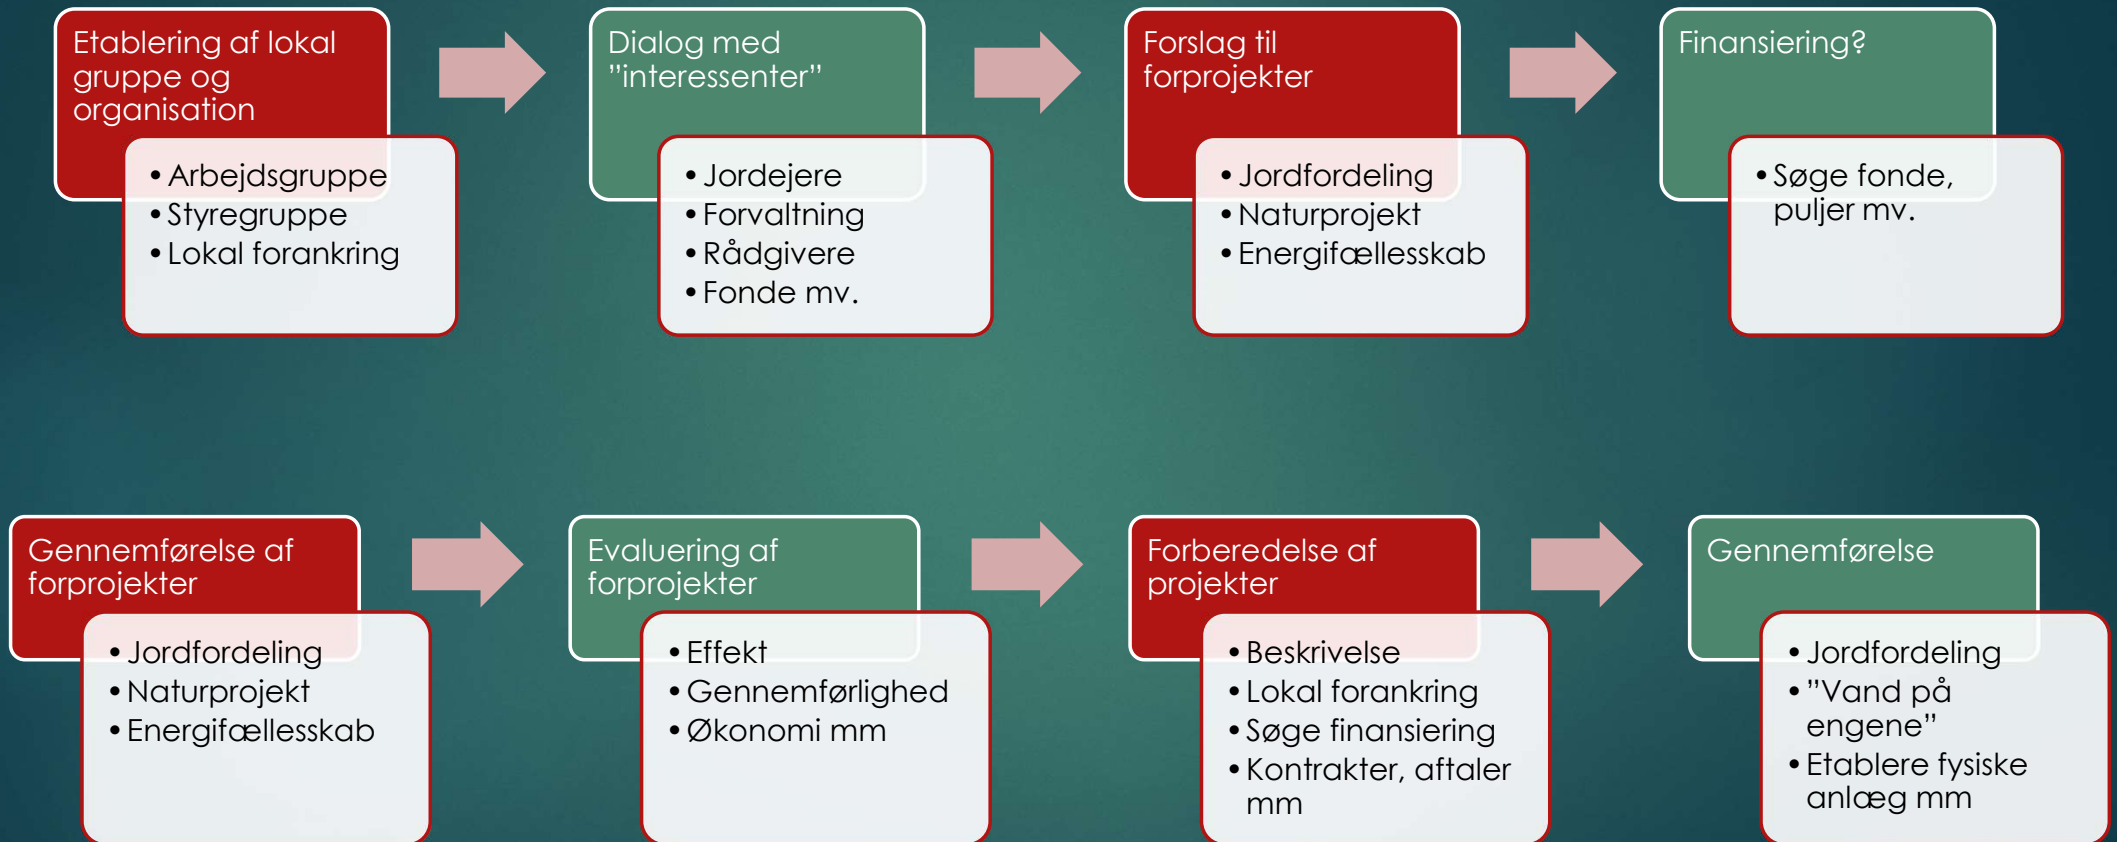 Etablering af lokal
gruppe og
organisation
• Arbejdsgruppe
• Styregruppe
• Lokal forankring
Dialog med
”interessenter”
• Jordejere
• Forvaltning
• Rådgivere
• Fonde mv.
Forslag til
forprojekter
• Jordfordeling
• Naturprojekt
• Energifællesskab
Finansiering?
• Søge fonde,
puljer mv.
Gennemførelse af
forprojekter
• Jordfordeling
• Naturprojekt
• Energifællesskab
Evaluering af
forprojekter
• Effekt
• Gennemførlighed
• Økonomi mm
Forberedelse af
projekter
• Beskrivelse
• Lokal forankring
• Søge finansiering
• Kontrakter, aftaler
mm
Gennemførelse
• Jordfordeling
• ”Vand på
engene”
• Etablere fysiske
anlæg mm